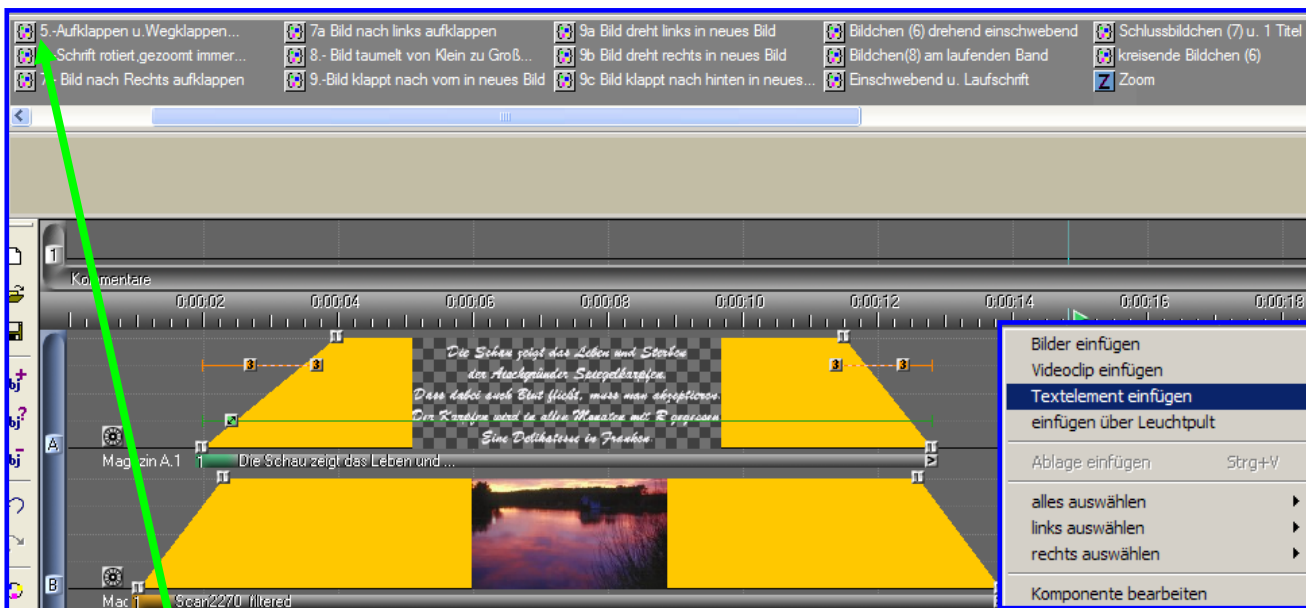 5.-Aufklappen u.Wegklappen...
7a Bild nach links aufklappen
9a Bild dreht links in neues Bild
Bildchen (6) drehend einschwebend
Schlussbildchen (7) u. 1 Titel
-Schrift rotiert,gezoomt immer...
8.- Bild taumelt von Klein zu Groß...
9b Bild dreht rechts in neues Bild
Bildchen(8) am laufenden Band
kreisende Bildchen (6)
- Bild nach Rechts aufklappen
9.-Bild klappt nach vorn in neues Bild
9c Bild klappt nach hinten in neues...
Einschwebend u. Laufschrift
Z Zoom
1
Kommentare
0:00:02 0:00:04 0:00:06 0:00:08 0:00:10 0:00:12 0:00:14 0:00:16 0:00:18
3 3 3 3
Die Schau zeigt das Leben und Sterben
der Aischgründer Spiegelkarpfen.
Dass dabei auch Blut fließt, muss man akzeptieren.
Der Karpfen wird in allen Monaten mit R gegessen
Eine Delikatesse in Franken
A
Magazin A.1
1
Die Schau zeigt das Leben und ...
B
Scan2270_filtered
Bilder einfügen
Videoclip einfügen
Textelement einfügen
einfügen über Leuchtpult
Ablage einfügen Strg+V
alles auswählen
links auswählen
rechts auswählen
Komponente bearbeiten